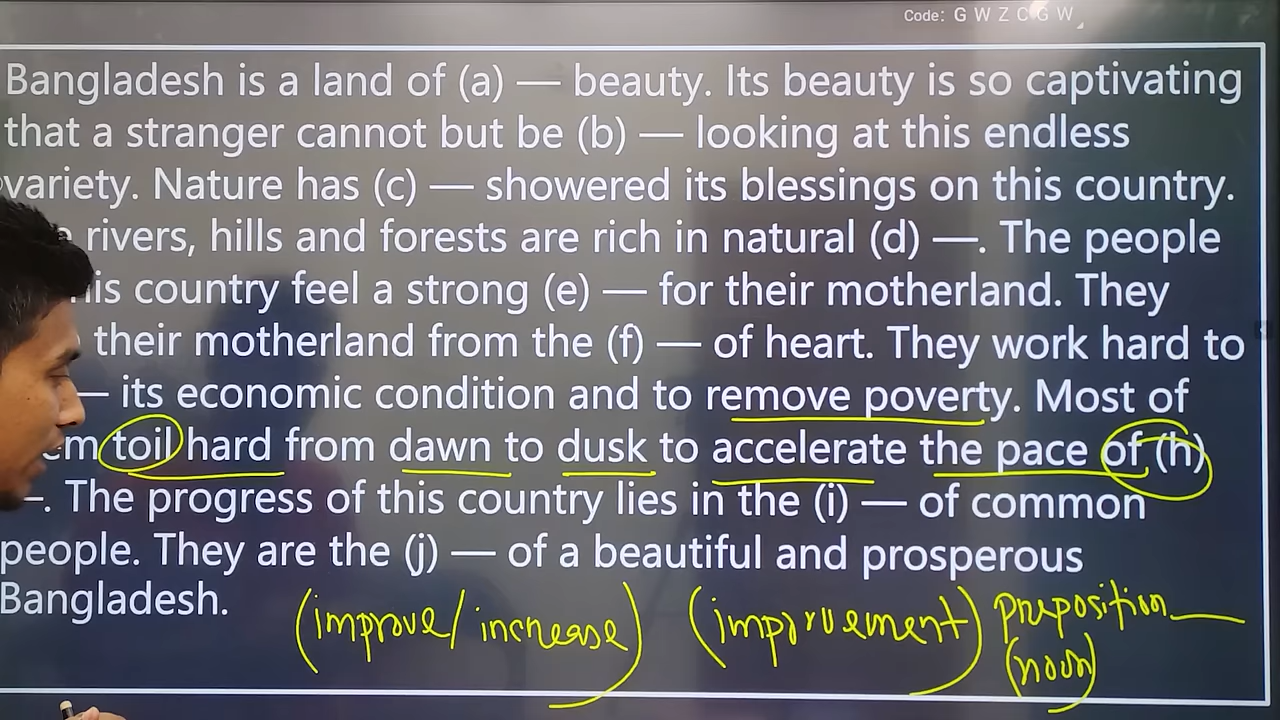 Code: G W Z C G W
Bangladesh is a land of (a) — beauty. Its beauty is so captivating
that a stranger cannot but be (b) — looking at this endless
variety. Nature has (c) — showered its blessings on this country.
rivers, hills and forests are rich in natural (d) —. The people
his country feel a strong (e) — for their motherland. They
their motherland from the (f) — of heart. They work hard to
— its economic condition and to remove poverty. Most of
em toil hard from dawn to dusk to accelerate the pace of (h)
—. The progress of this country lies in the (i) — of common
people. They are the (j) — of a beautiful and prosperous
Bangladesh.
(improve/increase) (improvement) preposition —
(noun)